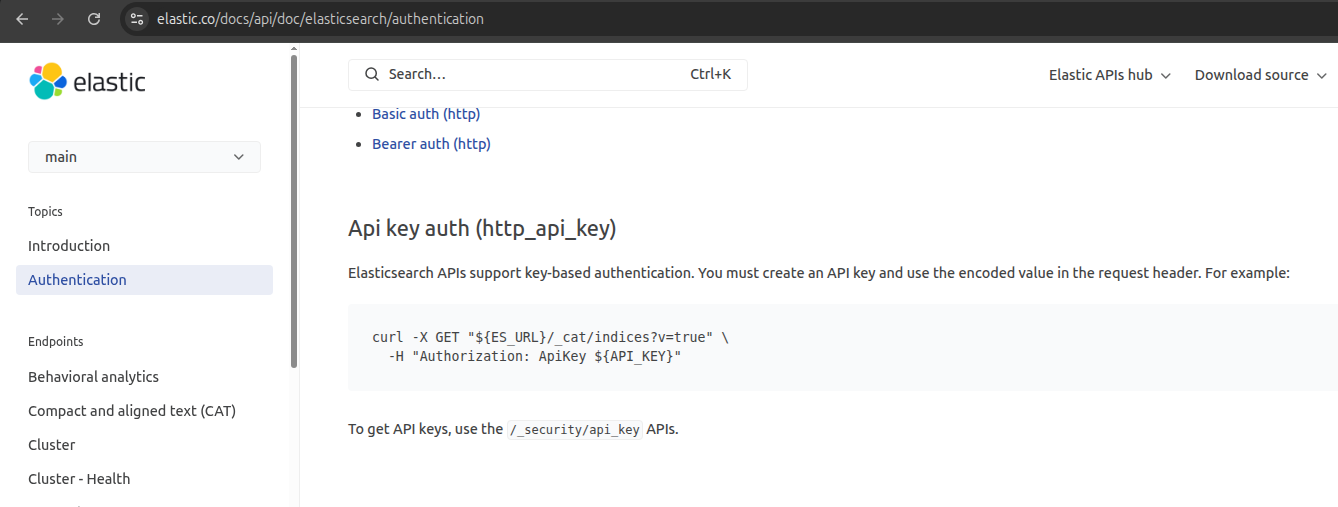 elastic.co/docs/api/doc/elasticsearch/authentication
elastic
Search… Ctrl+K
Elastic APIs hub
Download source
main
Topics
Introduction
Authentication
Endpoints
Behavioral analytics
Compact and aligned text (CAT)
Cluster
Cluster - Health
Basic auth (http)
Bearer auth (http)
Api key auth (http_api_key)
Elasticsearch APIs support key-based authentication. You must create an API key and use the encoded value in the request header. For example:
curl -X GET "${ES_URL}/_cat/indices?v=true" \
-H "Authorization: ApiKey ${API_KEY}"
To get API keys, use the /_security/api_key APIs.